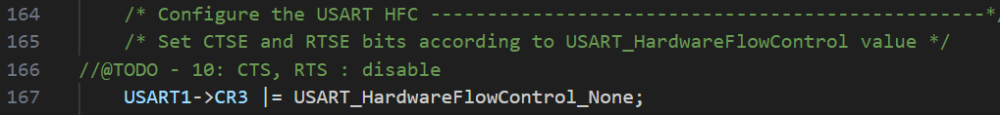 164 /* Configure the USART HFC -----------------------------------------------*/
165 /* Set CTSE and RTSE bits according to USART_HardwareFlowControl value */
166 //@TODO - 10: CTS, RTS : disable
167 USART1->CR3 |= USART_HardwareFlowControl_None;